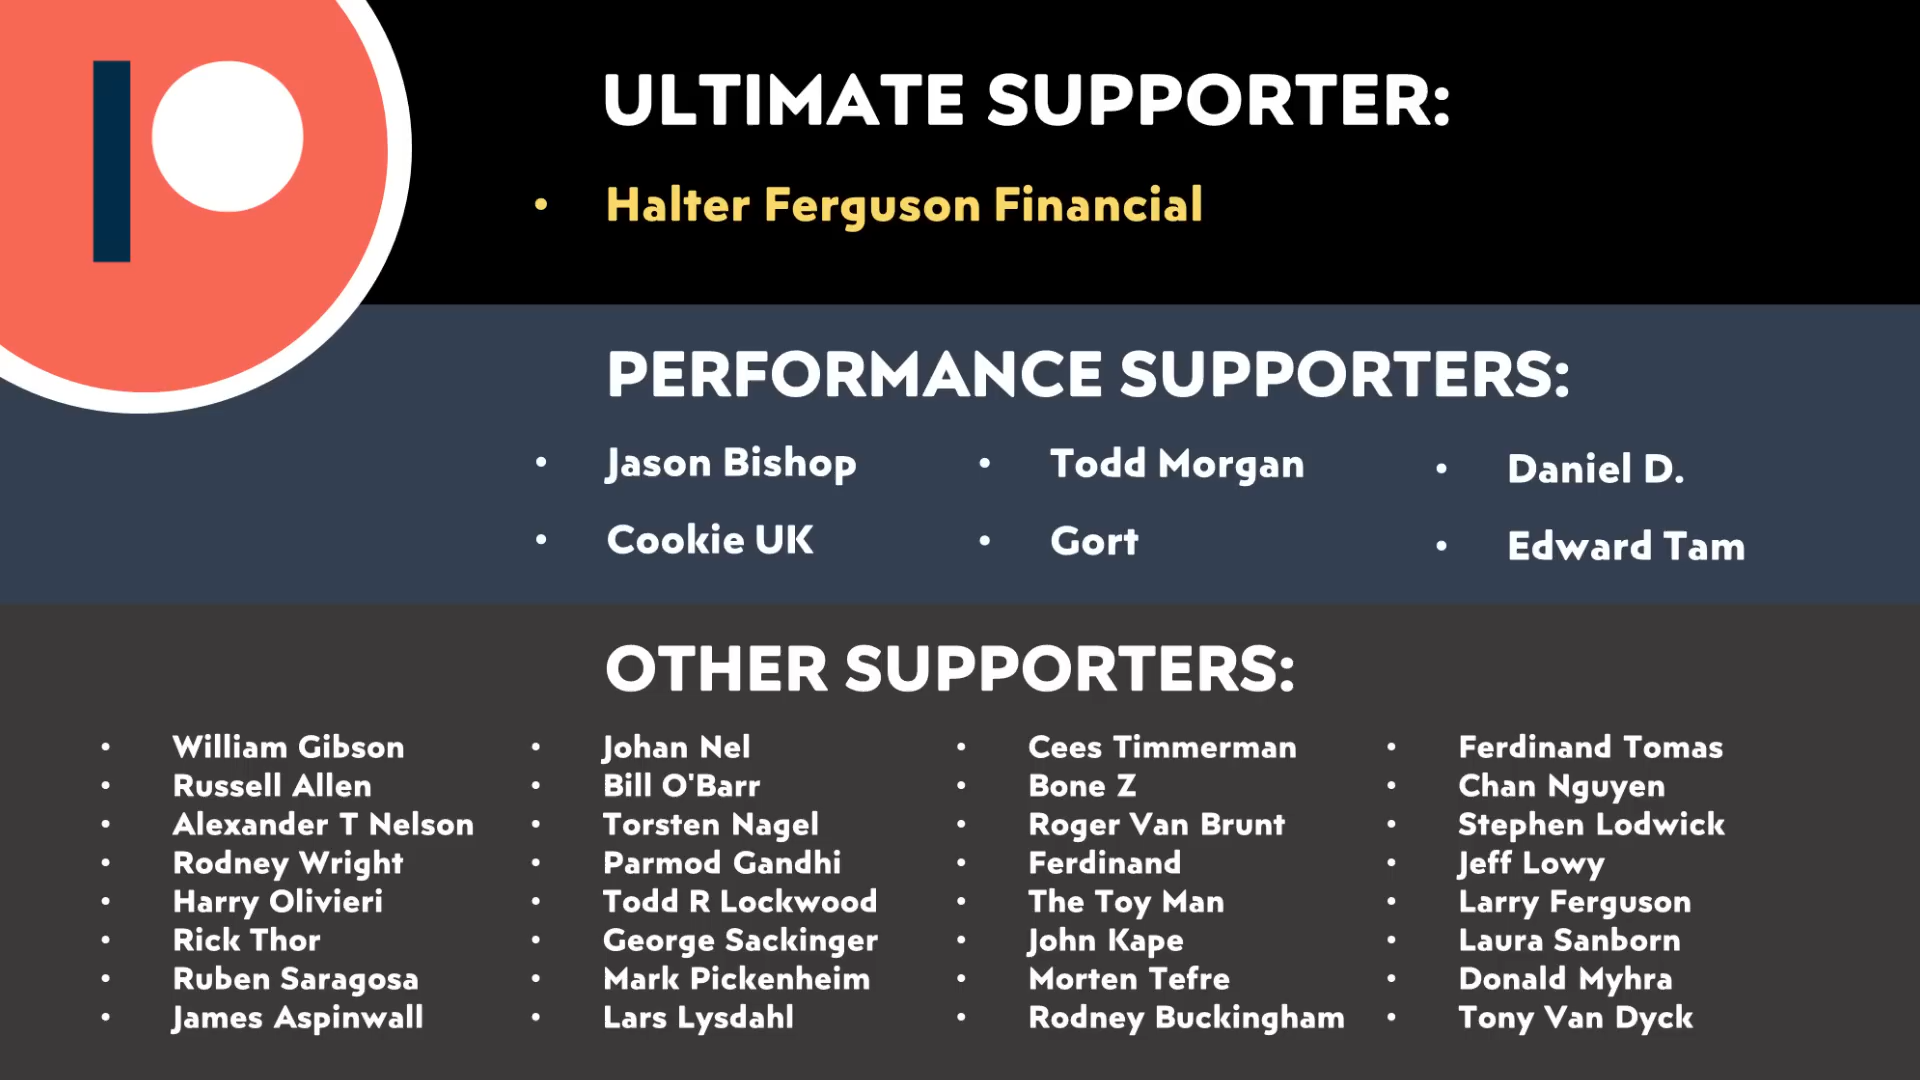 ULTIMATE SUPPORTER:
• Halter Ferguson Financial
PERFORMANCE SUPPORTERS:
• Jason Bishop
• Cookie UK
• Todd Morgan
• Gort
• Daniel D.
• Edward Tam
OTHER SUPPORTERS:
• William Gibson
• Russell Allen
• Alexander T Nelson
• Rodney Wright
• Harry Olivieri
• Rick Thor
• Ruben Saragosa
• James Aspinwall
• Johan Nel
• Bill O'Barr
• Torsten Nagel
• Parmod Gandhi
• Todd R Lockwood
• George Sackinger
• Mark Pickenheim
• Lars Lysdahl
• Cees Timmerman
• Bone Z
• Roger Van Brunt
• Ferdinand
• The Toy Man
• John Kape
• Morten Tefre
• Rodney Buckingham
• Ferdinand Tomas
• Chan Nguyen
• Stephen Lodwick
• Jeff Lowy
• Larry Ferguson
• Laura Sanborn
• Donald Myhra
• Tony Van Dyck